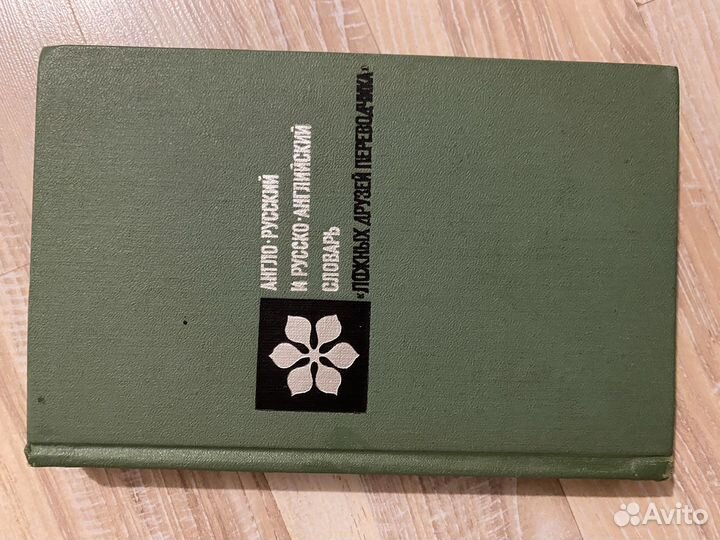 АНГЛО·РУССКИЙ
И РУССКО·АНГЛИЙСКИЙ
СЛОВАРЬ
«ЛОЖНЫХ ДРУЗЕЙ ПЕРЕВОДЧИКА»
Avito